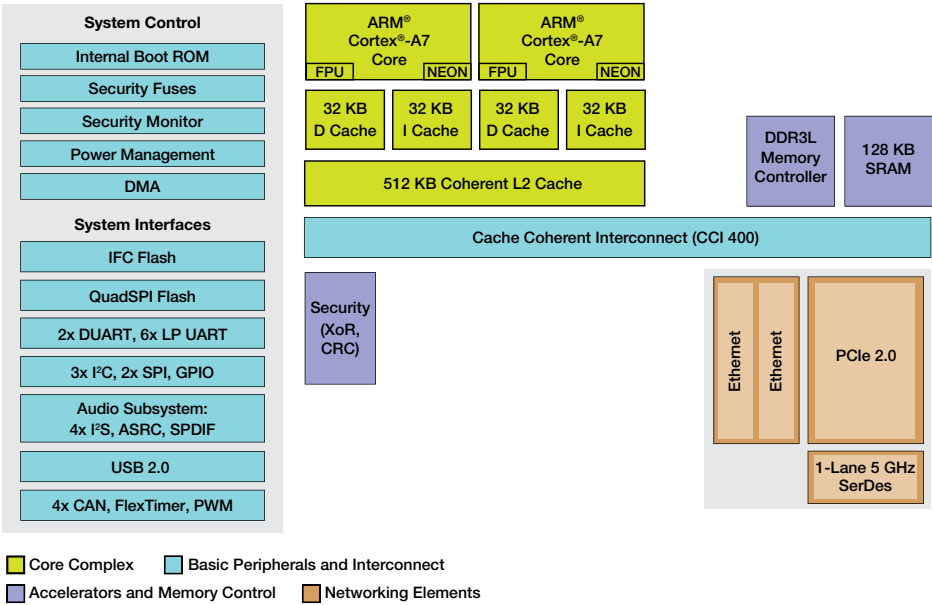 System Control
Internal Boot ROM
Security Fuses
Security Monitor
Power Management
DMA
System Interfaces
IFC Flash
QuadSPI Flash
2x DUART, 6x LP UART
3x I²C, 2x SPI, GPIO
Audio Subsystem:
4x I²S, ASRC, SPDIF
USB 2.0
4x CAN, FlexTimer, PWM
ARM®
Cortex®-A7
Core
FPU
NEON
ARM®
Cortex®-A7
Core
FPU
NEON
32 KB
D Cache
32 KB
I Cache
32 KB
D Cache
32 KB
I Cache
512 KB Coherent L2 Cache
DDR3L
Memory
Controller
128 KB
SRAM
Cache Coherent Interconnect (CCI 400)
Security
(XoR,
CRC)
Ethernet
Ethernet
PCIe 2.0
1-Lane 5 GHz
SerDes
Core Complex
Basic Peripherals and Interconnect
Accelerators and Memory Control
Networking Elements